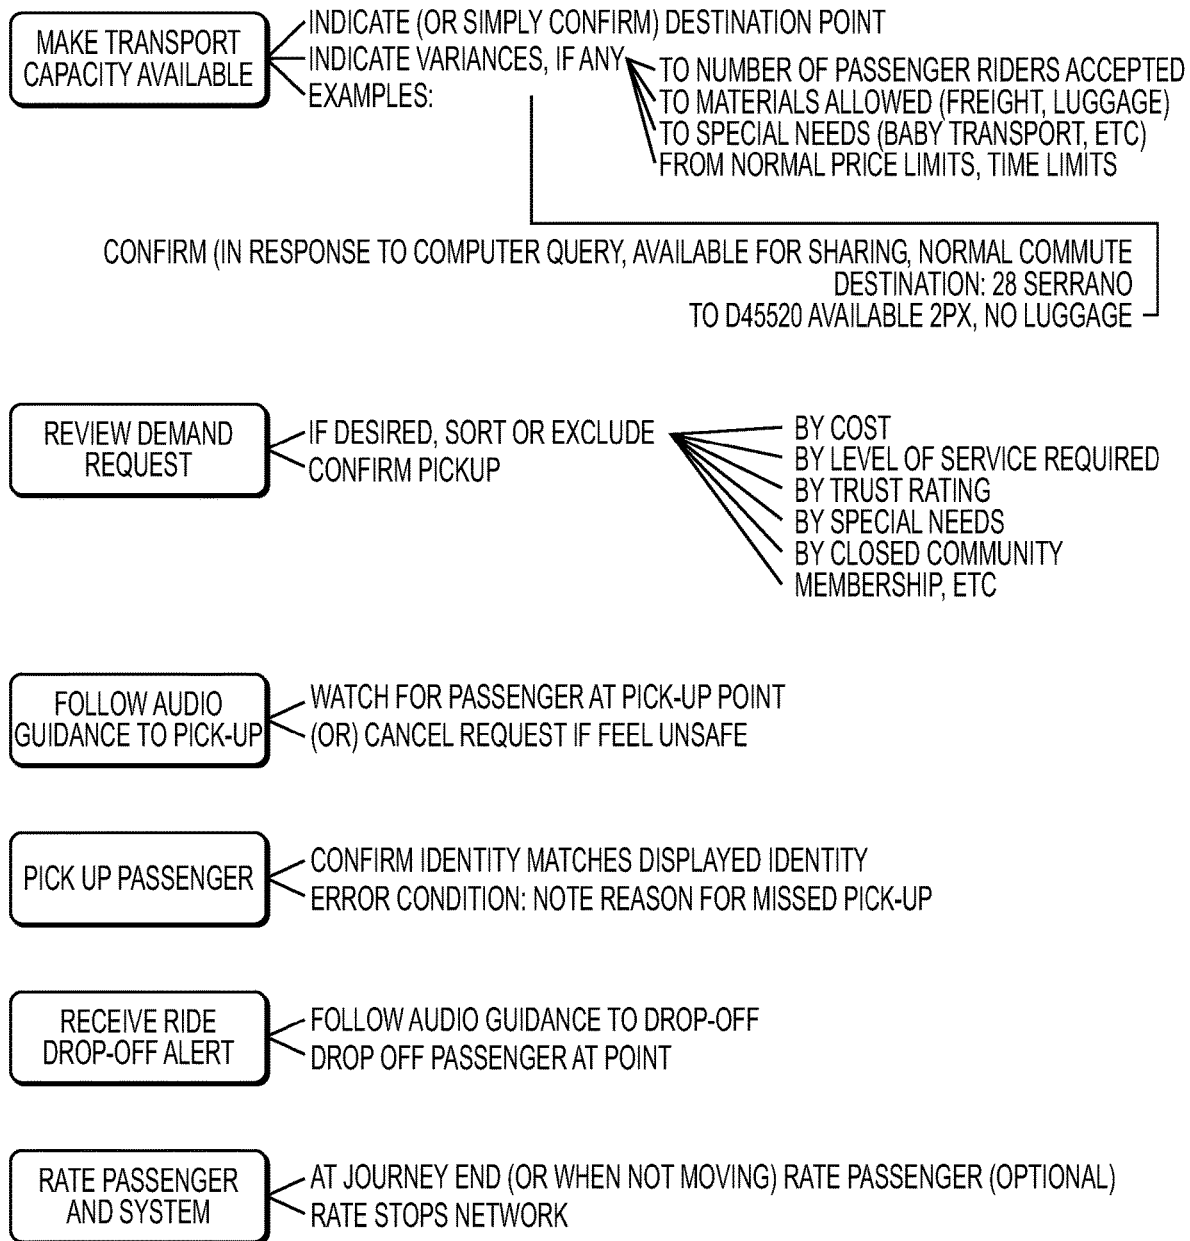 MAKE TRANSPORT
CAPACITY AVAILABLE
INDICATE (OR SIMPLY CONFIRM) DESTINATION POINT
INDICATE VARIANCES, IF ANY
EXAMPLES:
TO NUMBER OF PASSENGER RIDERS ACCEPTED
TO MATERIALS ALLOWED (FREIGHT, LUGGAGE)
TO SPECIAL NEEDS (BABY TRANSPORT, ETC)
FROM NORMAL PRICE LIMITS, TIME LIMITS
CONFIRM (IN RESPONSE TO COMPUTER QUERY, AVAILABLE FOR SHARING, NORMAL COMMUTE
DESTINATION: 28 SERRANO
TO D45520 AVAILABLE 2PX, NO LUGGAGE
REVIEW DEMAND
REQUEST
IF DESIRED, SORT OR EXCLUDE
CONFIRM PICKUP
BY COST
BY LEVEL OF SERVICE REQUIRED
BY TRUST RATING
BY SPECIAL NEEDS
BY CLOSED COMMUNITY
MEMBERSHIP, ETC
FOLLOW AUDIO
GUIDANCE TO PICK-UP
WATCH FOR PASSENGER AT PICK-UP POINT
(OR) CANCEL REQUEST IF FEEL UNSAFE
PICK UP PASSENGER
CONFIRM IDENTITY MATCHES DISPLAYED IDENTITY
ERROR CONDITION: NOTE REASON FOR MISSED PICK-UP
RECEIVE RIDE
DROP-OFF ALERT
FOLLOW AUDIO GUIDANCE TO DROP-OFF
DROP OFF PASSENGER AT POINT
RATE PASSENGER
AND SYSTEM
AT JOURNEY END (OR WHEN NOT MOVING) RATE PASSENGER (OPTIONAL)
RATE STOPS NETWORK